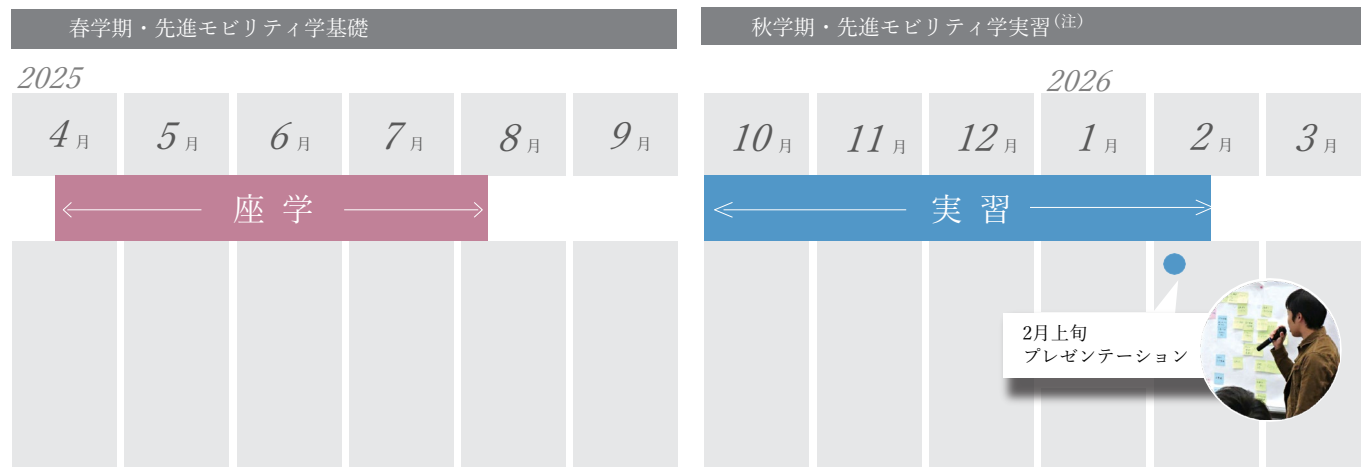 春学期・先進モビリティ学基礎
秋学期・先進モビリティ学実習(注)
2025
2026
4月 5月 6月 7月 8月 9月
10月 11月 12月 1月 2月 3月
座学
実習
2月上旬
プレゼンテーション